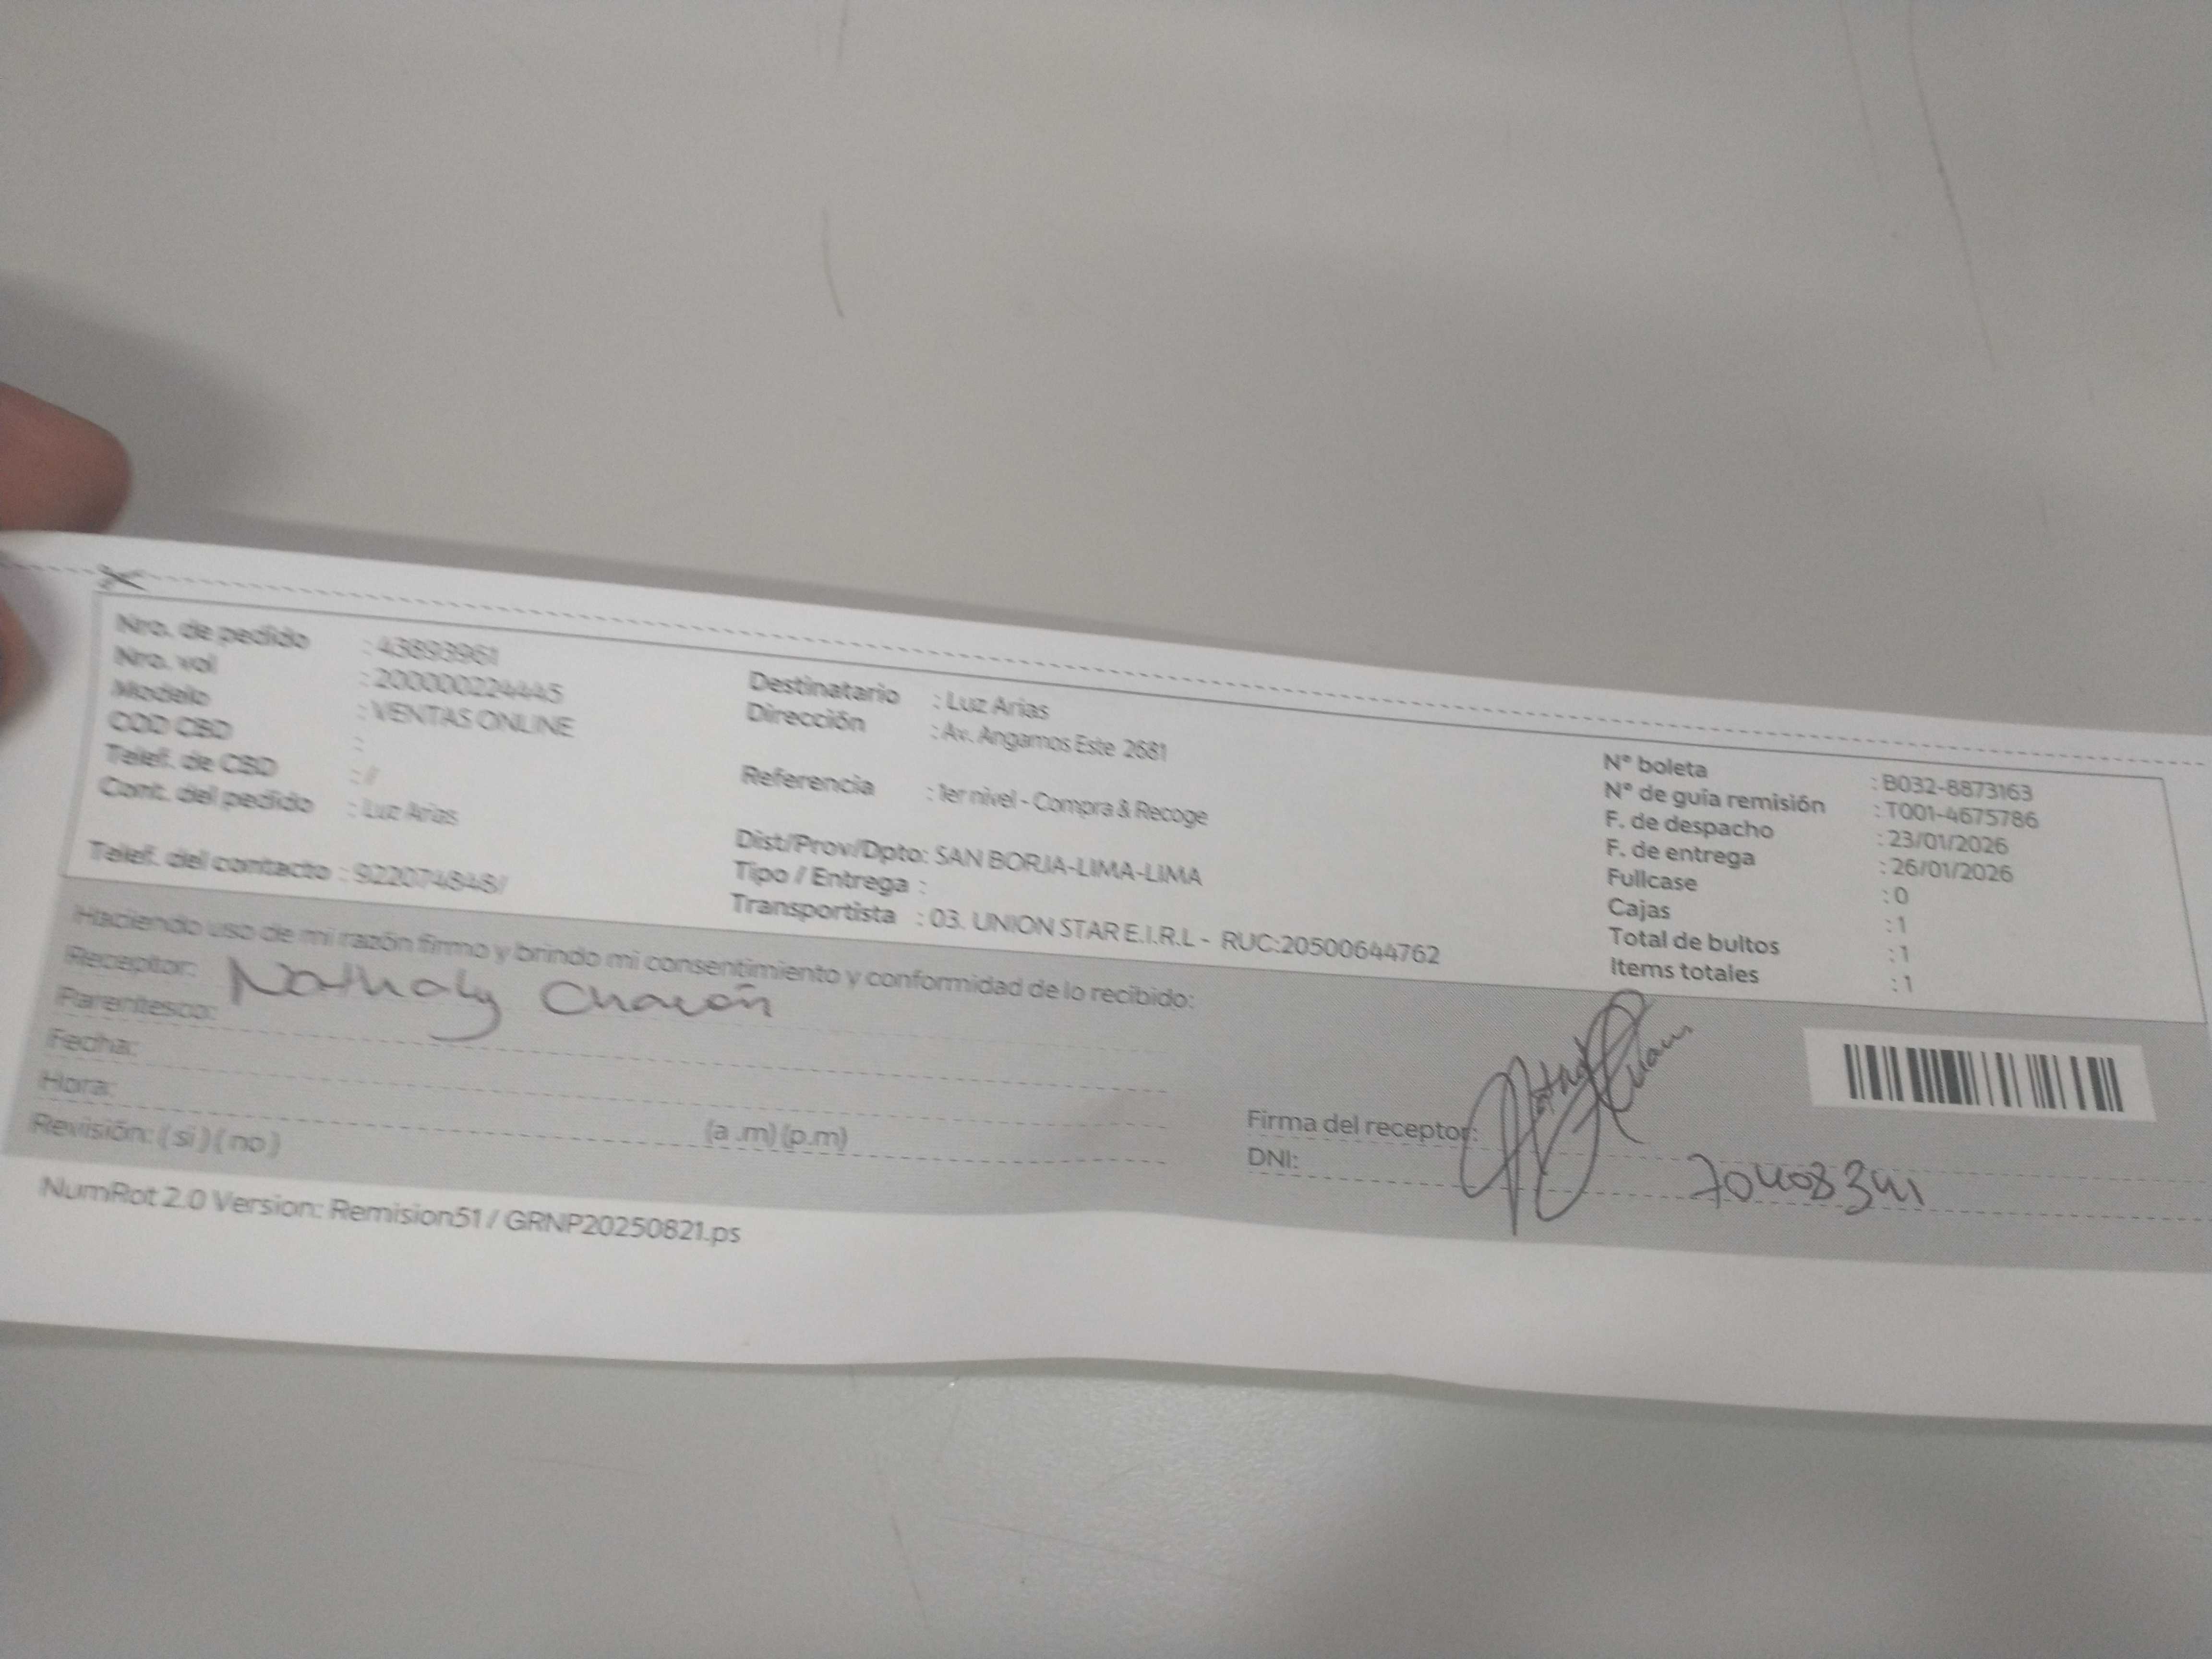 Nro. de pedido : 43893961
Nro. vol : 200000224445
Modelo : VENTAS ONLINE
COD CBD :
Telef. de CBD : /
Cont. del pedido : Luz Arias
Telef. del contacto : 922074848/
Destinatario : Luz Arias
Dirección : Av. Angamos Este 2681
Referencia : 1er nivel - Compra & Recoge
Dist/Prov/Dpto: SAN BORJA-LIMA-LIMA
Tipo / Entrega :
Transportista : 03. UNION STAR E.I.R.L - RUC:20500644762
N° boleta : B032-8873163
N° de guía remisión : T001-4675786
F. de despacho : 23/01/2026
F. de entrega : 26/01/2026
Fullcase : 0
Cajas : 1
Total de bultos : 1
Items totales : 1
Haciendo uso de mi razón firmo y brindo mi consentimiento y conformidad de lo recibido:
Receptor: Nathaly
Parentesco:
Fecha:
Hora: (a .m) (p.m)
Revisión: ( si ) ( no )
Firma del receptor:
DNI: 70408341
NumRot 2.0 Version: Remision51 / GRNP20250821.ps